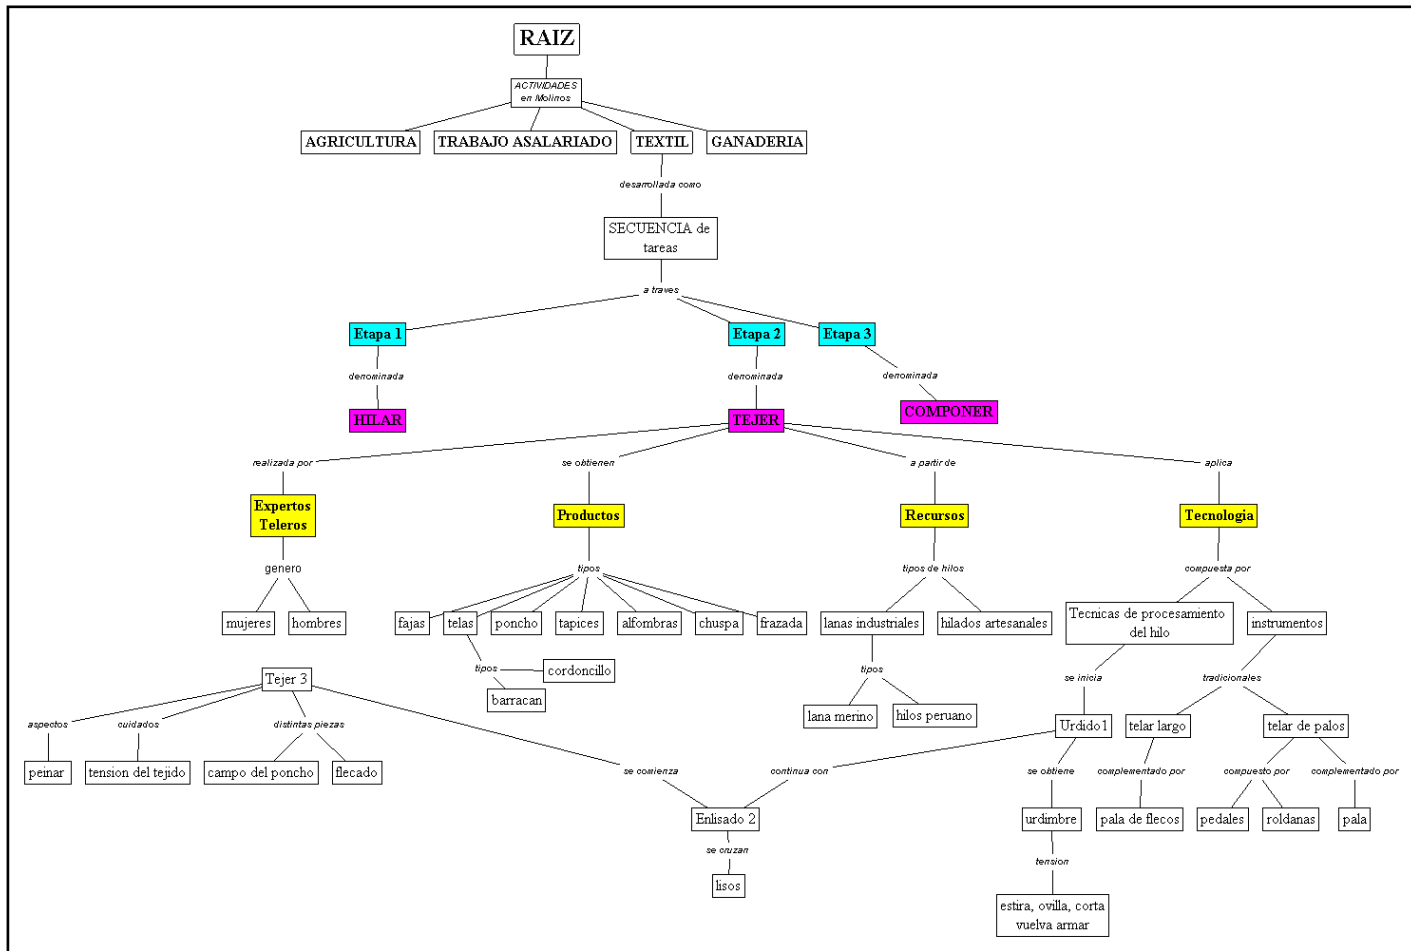 RAIZ
ACTIVIDADES
en Molinos
AGRICULTURA
TRABAJO ASALARIADO
TEXTIL
GANADERIA
desarrollada como
SECUENCIA de
tareas
a traves
Etapa 1
Etapa 2
Etapa 3
denominada
denominada
denominada
HILAR
TEJER
COMPONER
realizada por
se obtienen
a partir de
aplica
Expertos
Teleros
Productos
Recursos
Tecnologia
genero
tipos
tipos de hilos
compuesta por
mujeres
hombres
fajas
telas
poncho
tapices
alfombras
chuspa
frazada
lanas industriales
hilados artesanales
Tecnicas de procesamiento
del hilo
instrumentos
Tejer 3
tipos
cordoncillo
barracan
tipos
se inicia
tradicionales
lana merino
hilos peruano
aspectos
cuidados
distintas piezas
Urdido1
telar largo
telar de palos
peinar
tension del tejido
campo del poncho
flecado
se comienza
continua con
se obtiene
complementado por
compuesto por
complementado por
Enlisado 2
urdimbre
pala de flecos
pedales
roldanas
pala
se cruzan
tension
lisos
estira, ovilla, corta
vuelva armar